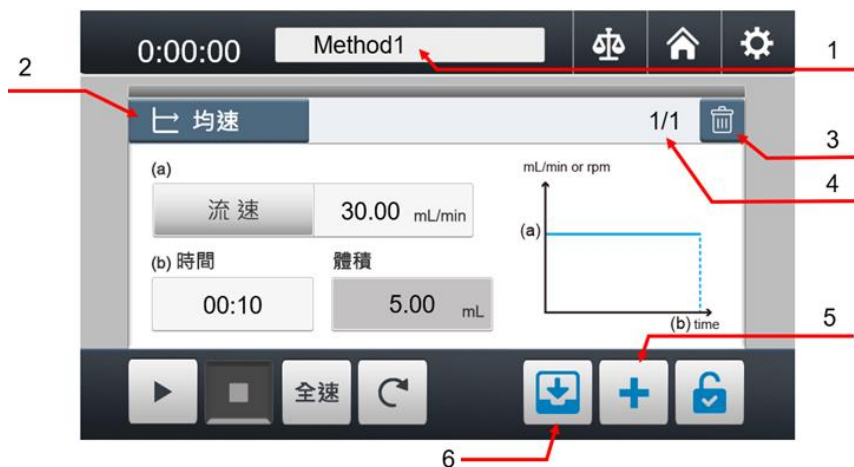 1
0:00:00 Method1
2
均速 1/1
3
(a) mL/min or rpm
流速 30.00 mL/min
4
(a)
(b) 時間 體積
00:10 5.00 mL
(b) time
5
全速
6